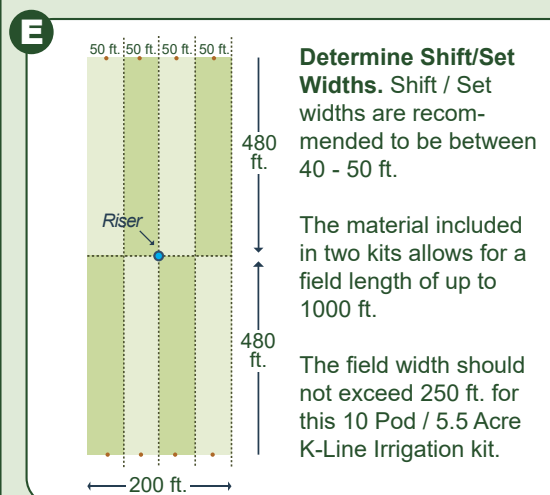 E
50 ft. 50 ft. 50 ft. 50 ft.
480
ft.
Riser
480
ft.
200 ft.
Determine Shift/Set
Widths. Shift / Set
widths are recom-
mended to be between
40 - 50 ft.
The material included
in two kits allows for a
field length of up to
1000 ft.
The field width should
not exceed 250 ft. for
this 10 Pod / 5.5 Acre
K-Line Irrigation kit.